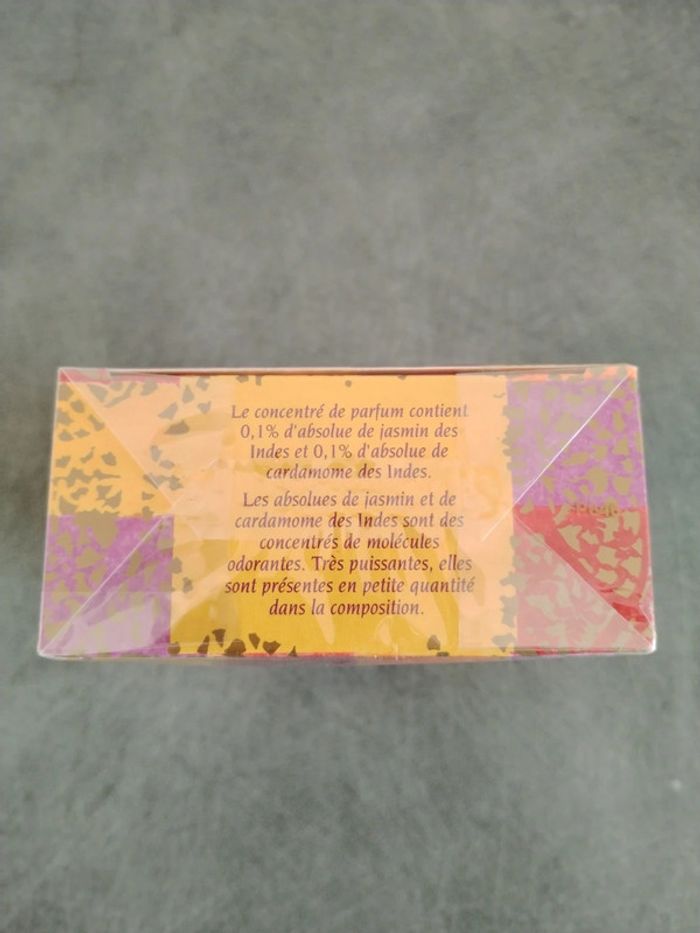 Le concentré de parfum contient
0,1% d'absolue de jasmin des
Indes et 0,1% d'absolue de
cardamome des Indes.
Les absolues de jasmin et de
cardamome des Indes sont des
concentrés de molécules
odorantes. Très puissantes, elles
sont présentes en petite quantité
dans la composition.